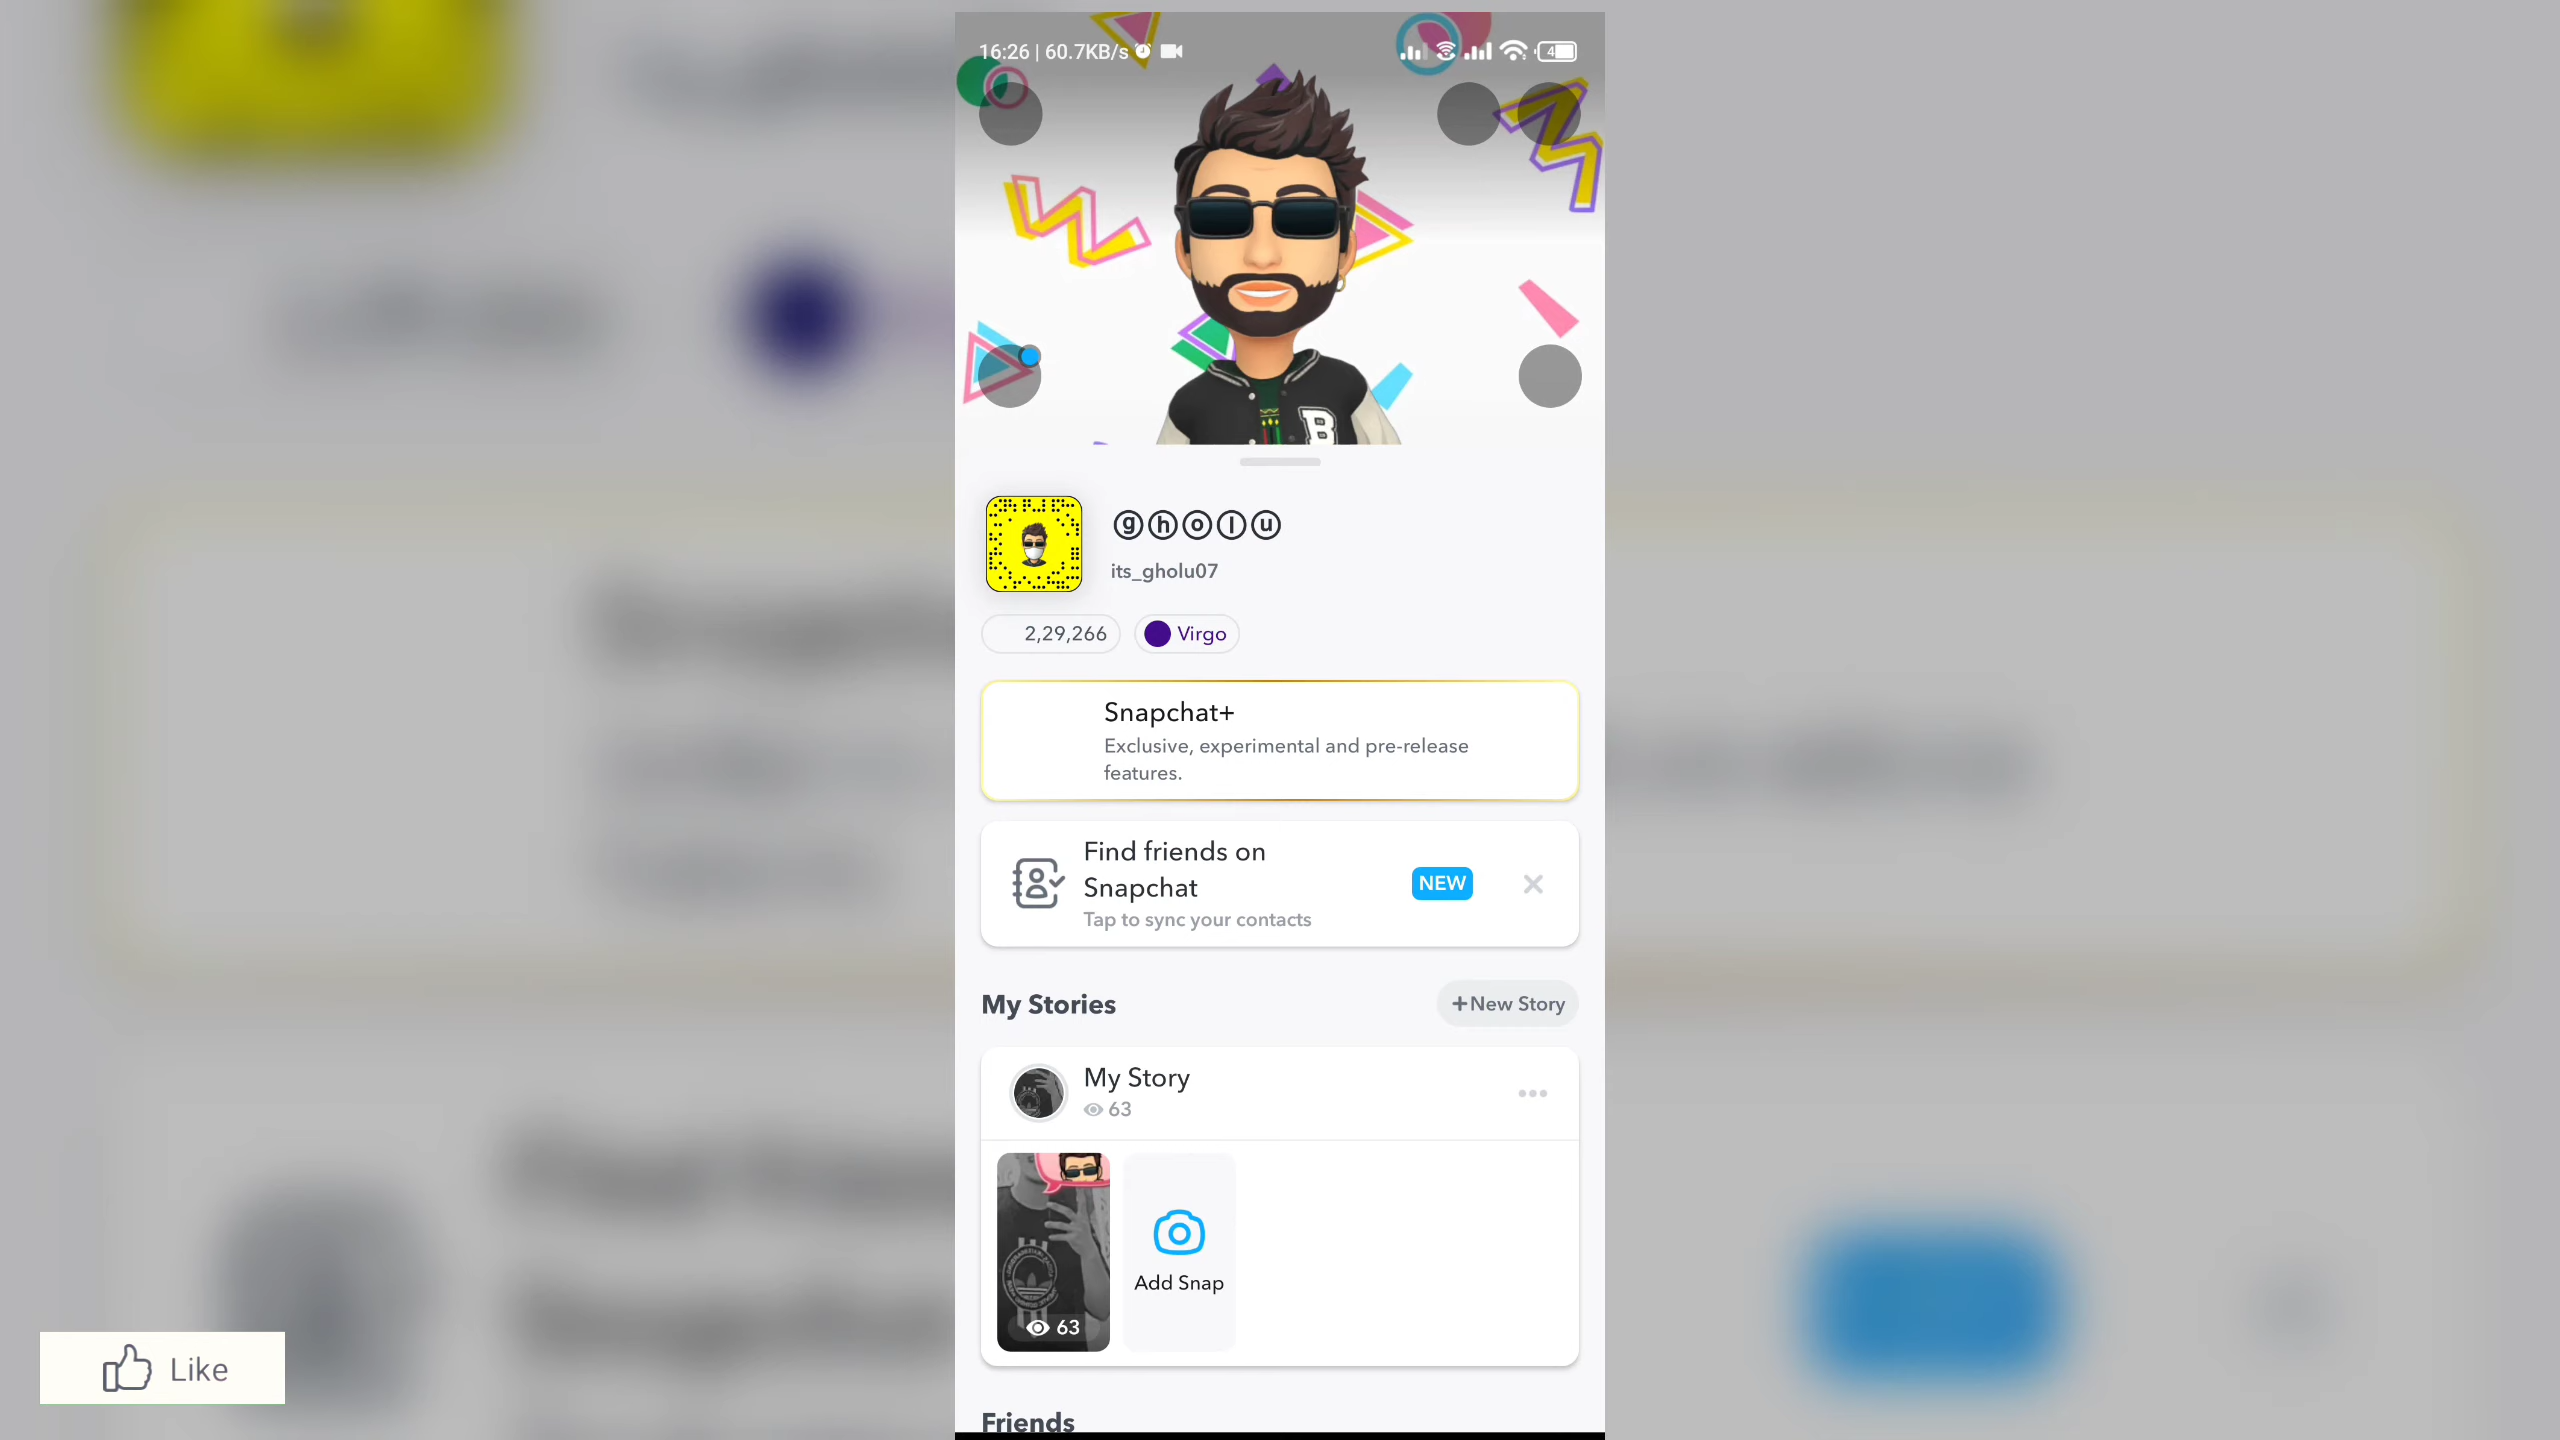 16:26 | 60.7KB/s
4
B
ⓖⓗⓞⓛⓤ
its_gholu07
2,29,266
Virgo
Snapchat+
Exclusive, experimental and pre-release
features.
Find friends on
Snapchat
NEW
Tap to sync your contacts
My Stories
+New Story
My Story
63
63
Add Snap
Like
Friends